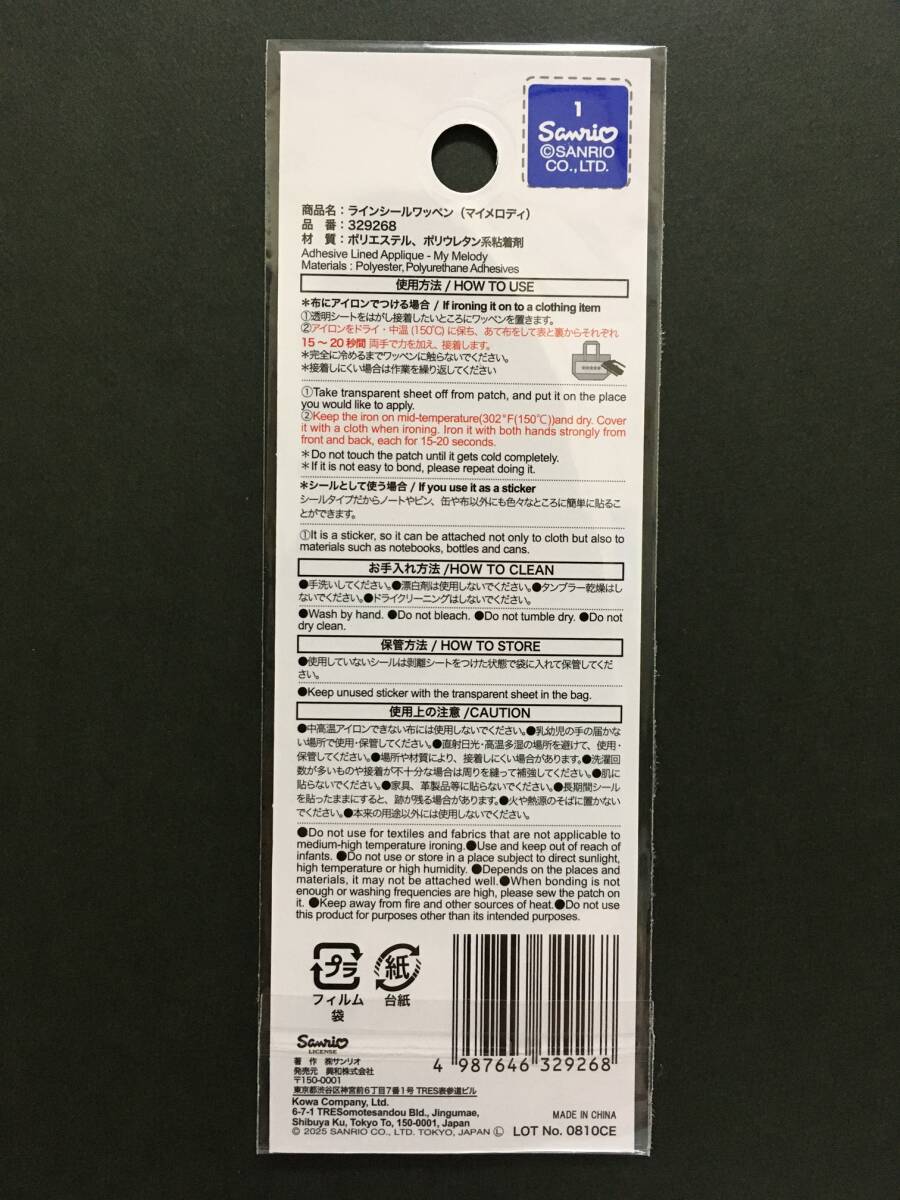 1
Sanrio
©SANRIO
CO.,LTD.
商品名：ラインシールワッペン（マイメロディ）
品　番：329268
材　質：ポリエステル、ポリウレタン系粘着剤
Adhesive Lined Applique - My Melody
Materials : Polyester, Polyurethane Adhesives
使用方法 / HOW TO USE
＊布にアイロンでつける場合 / If ironing it on to a clothing item
①透明シートをはがし接着したいところにワッペンを置きます。
②アイロンをドライ・中温（150℃）に保ち、あて布をして表と裏からそれぞれ
15～20秒間 両手で力を加え、接着します。
＊完全に冷めるまでワッペンに触らないでください。
＊接着しにくい場合は作業を繰り返してください
①Take transparent sheet off from patch, and put it on the place
you would like to apply.
②Keep the iron on mid-temperature(302°F(150℃))and dry. Cover
it with a cloth when ironing. Iron it with both hands strongly from
front and back, each for 15-20 seconds.
＊Do not touch the patch until it gets cold completely.
＊If it is not easy to bond, please repeat doing it.
＊シールとして使う場合 / If you use it as a sticker
シールタイプだからノートやビン、缶や布以外にも色々なところに簡単に貼るこ
とができます。
①It is a sticker, so it can be attached not only to cloth but also to
materials such as notebooks, bottles and cans.
お手入れ方法 /HOW TO CLEAN
●手洗いしてください。●漂白剤は使用しないでください。●タンブラー乾燥はし
ないでください。●ドライクリーニングはしないでください。
●Wash by hand. ●Do not bleach. ●Do not tumble dry. ●Do not
dry clean.
保管方法 / HOW TO STORE
●使用していないシールは剥離シートをつけた状態で袋に入れて保管してくだ
さい。
●Keep unused sticker with the transparent sheet in the bag.
使用上の注意 /CAUTION
●中高温アイロンできない布には使用しないでください。●乳幼児の手の届かな
い場所で使用・保管してください。●直射日光・高温多湿の場所を避けて、使用・
保管してください。●場所や材質により、接着しにくい場合があります。●洗濯回
数が多いものや接着が不十分な場合は周りを縫って補強してください。●肌に
貼らないでください。●家具、革製品等に貼らないでください。●長期間シール
を貼ったままにすると、跡が残る場合があります。●火や熱源のそばに置かない
でください。●本来の用途以外には使用しないでください。
●Do not use for textiles and fabrics that are not applicable to
medium-high temperature ironing.●Use and keep out of reach of
infants. ●Do not use or store in a place subject to direct sunlight,
high temperature or high humidity. ●Depends on the places and
materials, it may not be attached well.●When bonding is not
enough or washing frequencies are high, please sew the patch on
it. ●Keep away from fire and other sources of heat.●Do not use
this product for purposes other than its intended purposes.
プラ
フィルム
袋
紙
台紙
4 987646 329268
Sanrio
LICENSE
著　作　㈱サンリオ
発売元　興和株式会社
〒150-0001
東京都渋谷区神宮前6丁目7番1号 TRES表参道ビル
Kowa Company, Ltd.
6-7-1 TRESomotesandou Bld., Jingumae,
Shibuya Ku, Tokyo To, 150-0001, Japan
© 2025 SANRIO CO., LTD. TOKYO, JAPAN Ⓛ
MADE IN CHINA
LOT No. 0810CE